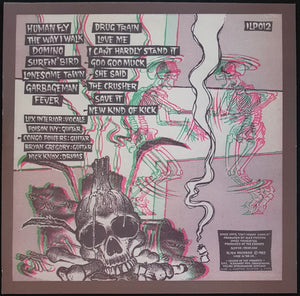 ILP012
HUMAN FLY
THE WAY I WALK
DOMINO
SURFIN' BIRD
LONESOME TOWN
GARBAGEMAN
FEVER
DRUG TRAIN
LOVE ME
I CAN'T HARDLY STAND IT
GOO GOO MUCK
SHE SAID
THE CRUSHER
SAVE IT
NEW KIND OF KICK
LUX INTERIOR: VOCALS
POISON IVY: GUITAR
CONGO POWERS: GUITAR
BRYAN GREGORY: GUITAR
NICK KNOX: DRUMS